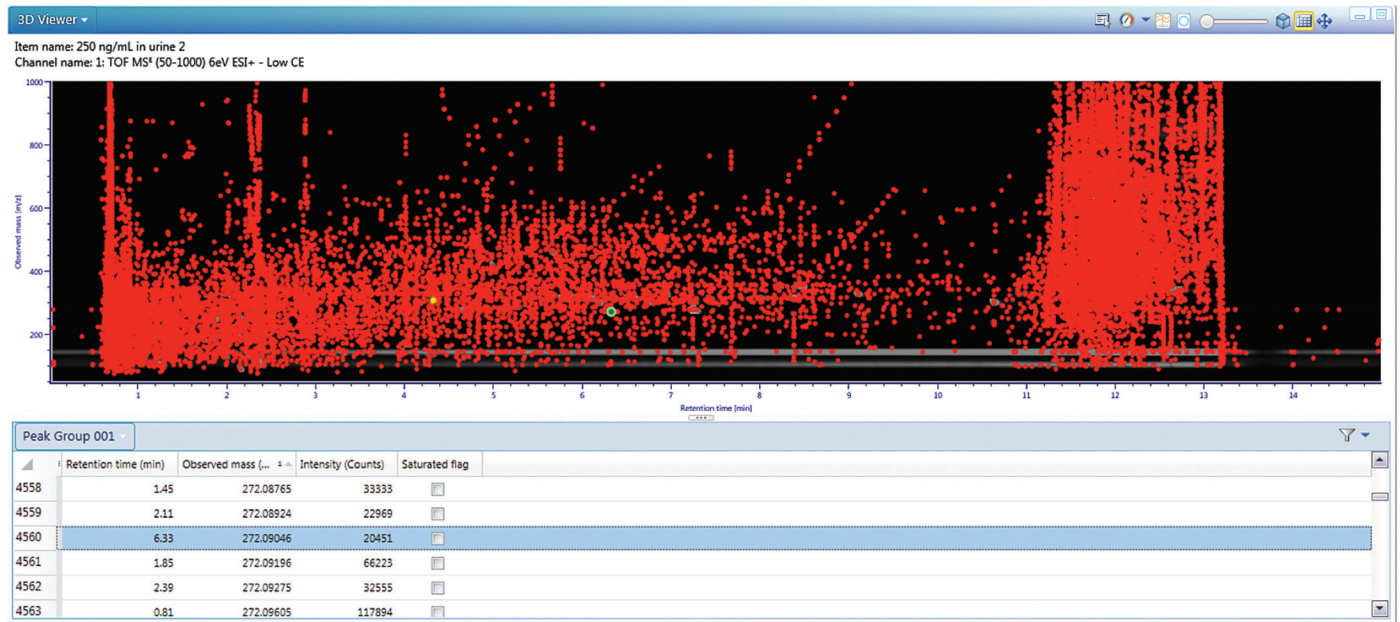 3D Viewer
Item name: 250 ng/mL in urine 2
Channel name: 1: TOF MSᴱ (50-1000) 6eV ESI+ - Low CE
1000
800
600
400
200
Observed mass [m/z]
1 2 3 4 5 6 7 8 9 10 11 12 13 14
Retention time [min]
Peak Group 001
Retention time (min) Observed mass (... 1 Intensity (Counts) Saturated flag
4558 1.45 272.08765 33333
4559 2.11 272.08924 22969
4560 6.33 272.09046 20451
4561 1.85 272.09196 66223
4562 2.39 272.09275 32555
4563 0.81 272.09605 117894